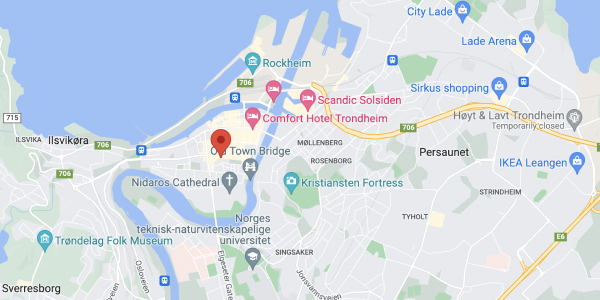 City Lade
Lade Arena
Rockheim
706
Sirkus shopping
Scandic Solsiden
715
Comfort Hotel Trondheim
Høyt & Lavt Trondheim
Temporarily closed
706
ILSVIKA
Ilsvikøra
MØLLENBERG
Old Town Bridge
Persaunet
ROSENBORG
IKEA Leangen
706
Nidaros Cathedral
Kristiansten Fortress
STRINDHEIM
Norges
teknisk-naturvitenskapelige
universitet
TYHOLT
E6
Trøndelag Folk Museum
SINGSAKER
Osloveien
Elgeseter Gate
Jonsvannsveien
Sverresborg